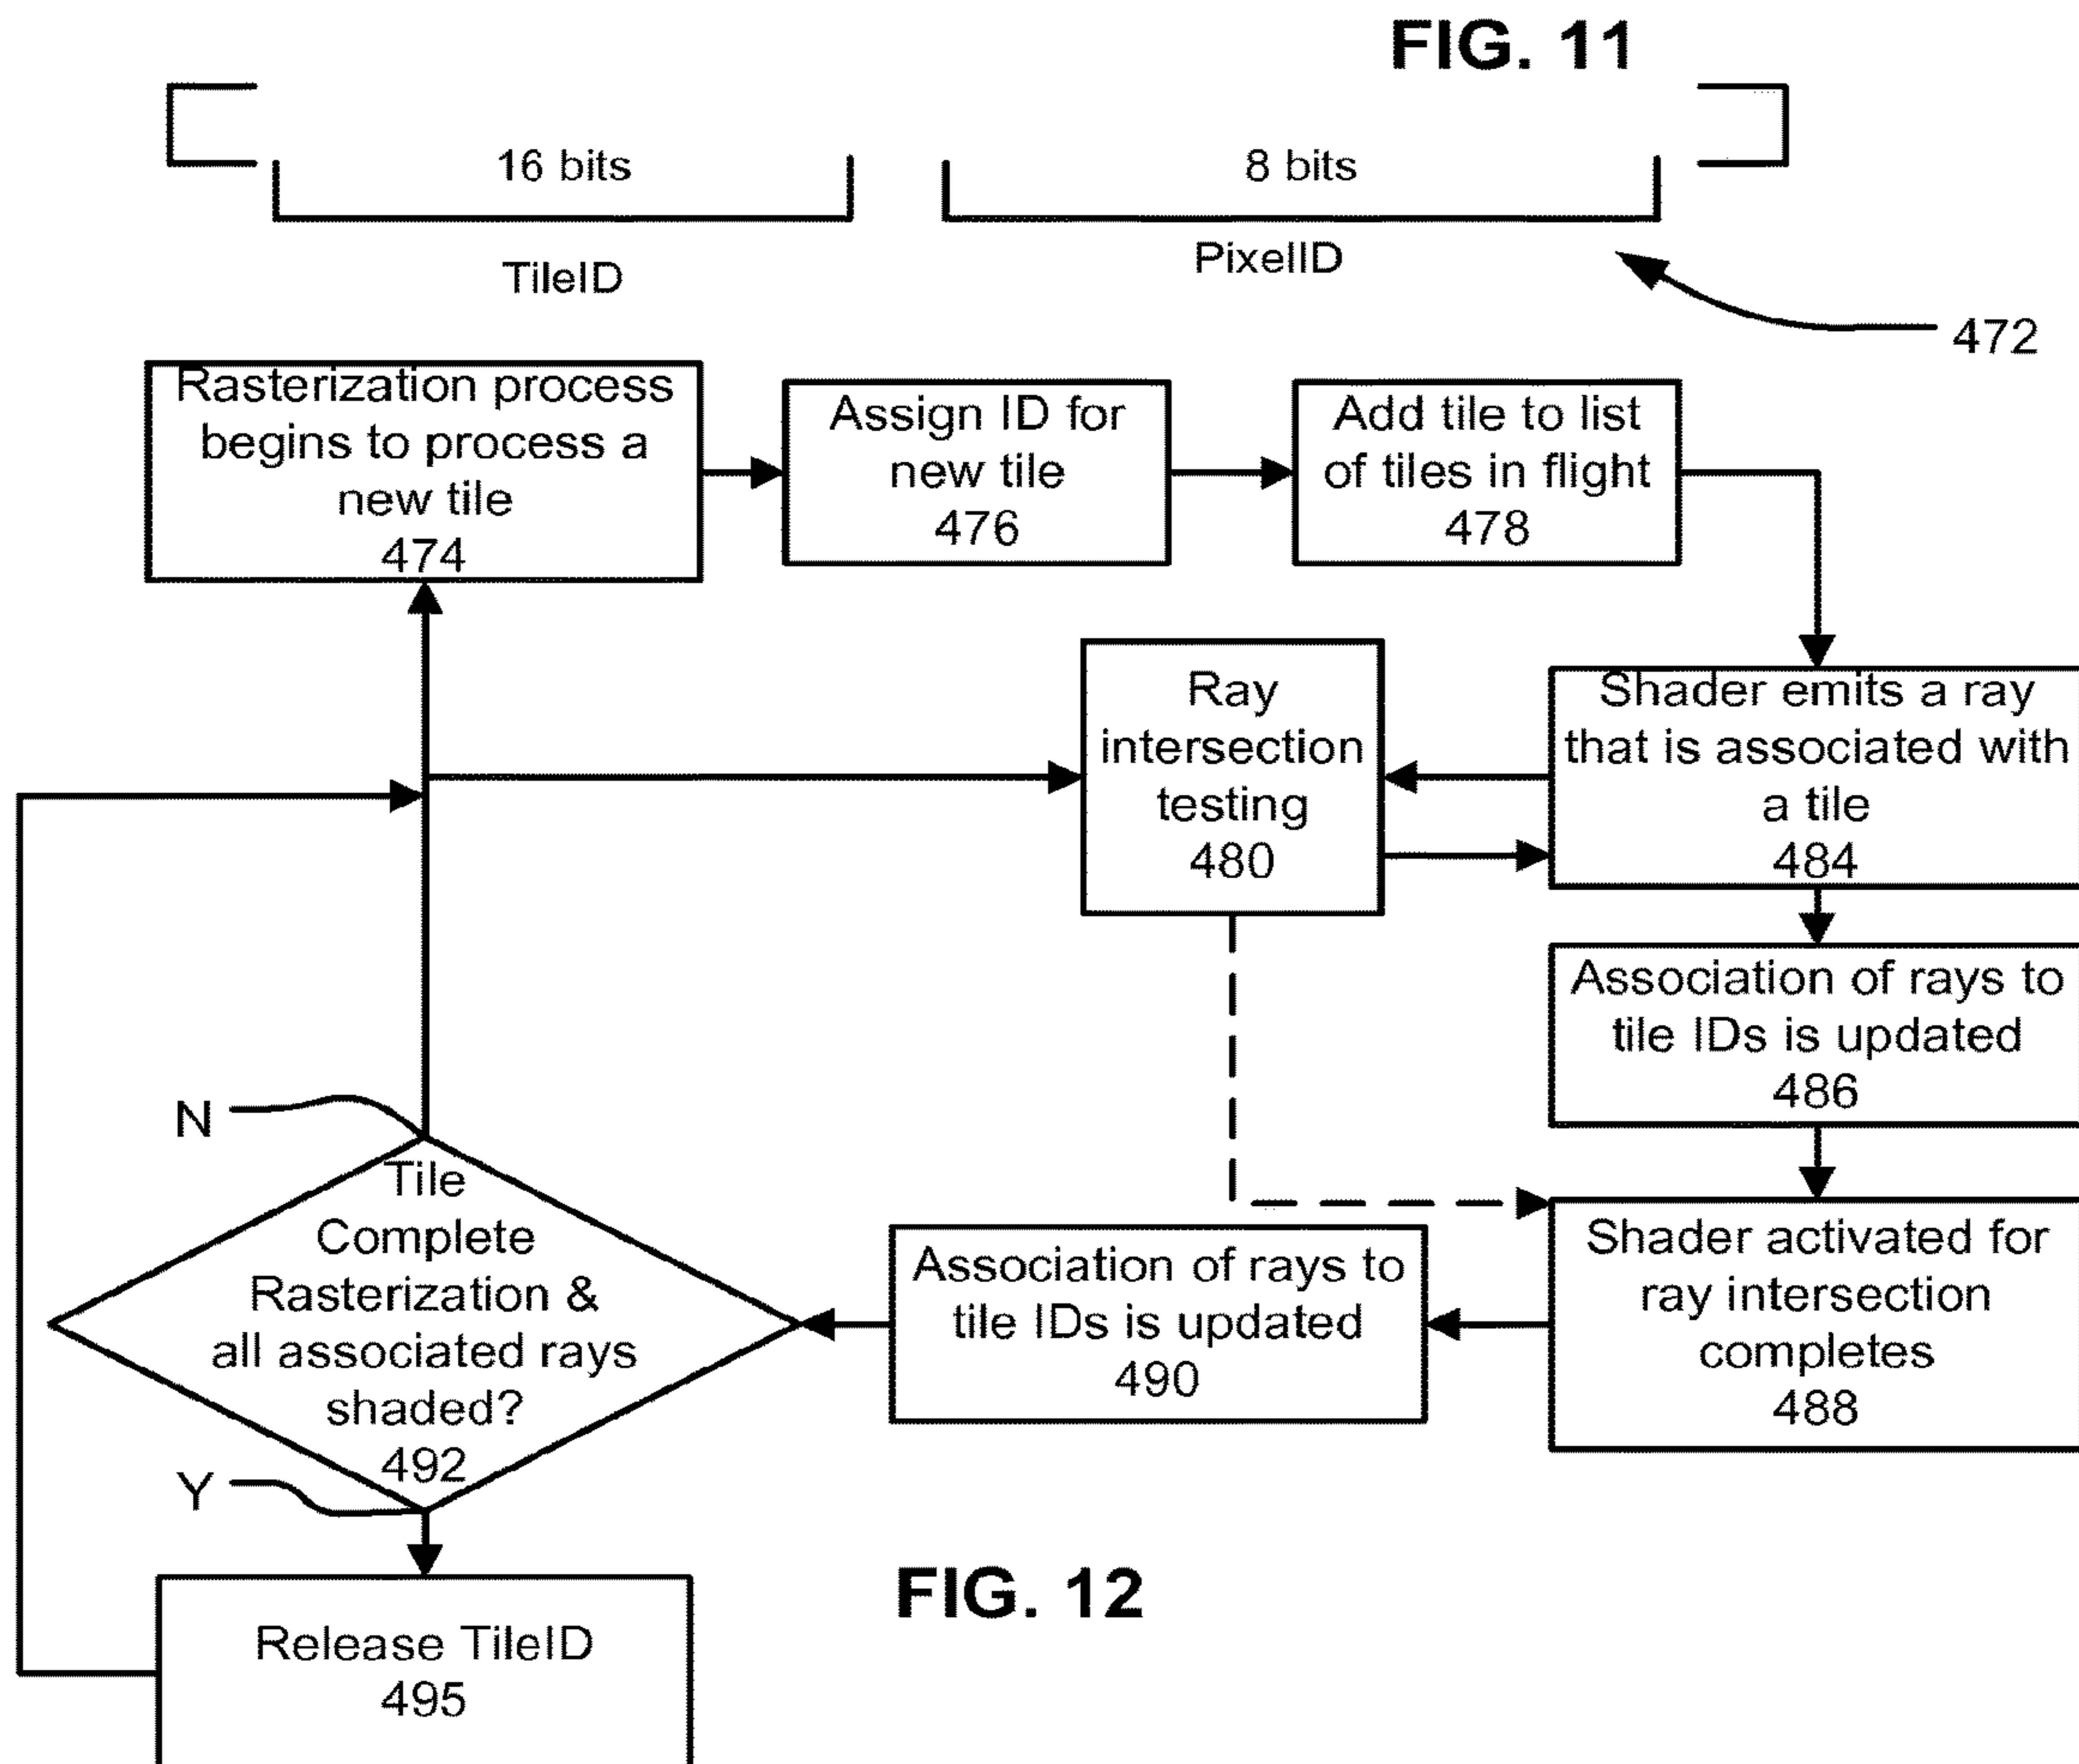 FIG. 11
16 bits
8 bits
TileID
PixelID
472
Rasterization process
begins to process a
new tile
474
Assign ID for
new tile
476
Add tile to list
of tiles in flight
478
Ray
intersection
testing
480
Shader emits a ray
that is associated with
a tile
484
Association of rays to
tile IDs is updated
486
Shader activated for
ray intersection
completes
488
Association of rays to
tile IDs is updated
490
N
Tile
Complete
Rasterization &
all associated rays
shaded?
492
Y
Release TileID
495
FIG. 12